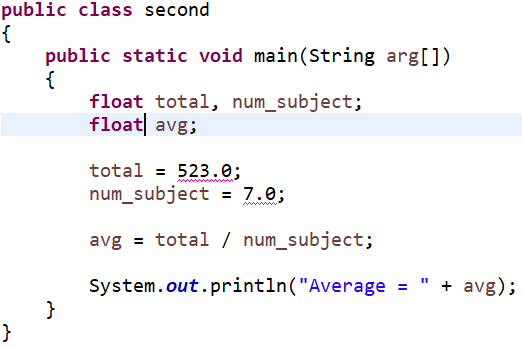 public class second
{
public static void main(String arg[])
{
float total, num_subject;
float avg;
total = 523.0;
num_subject = 7.0;
avg = total / num_subject;
System.out.println("Average = " + avg);
}
}